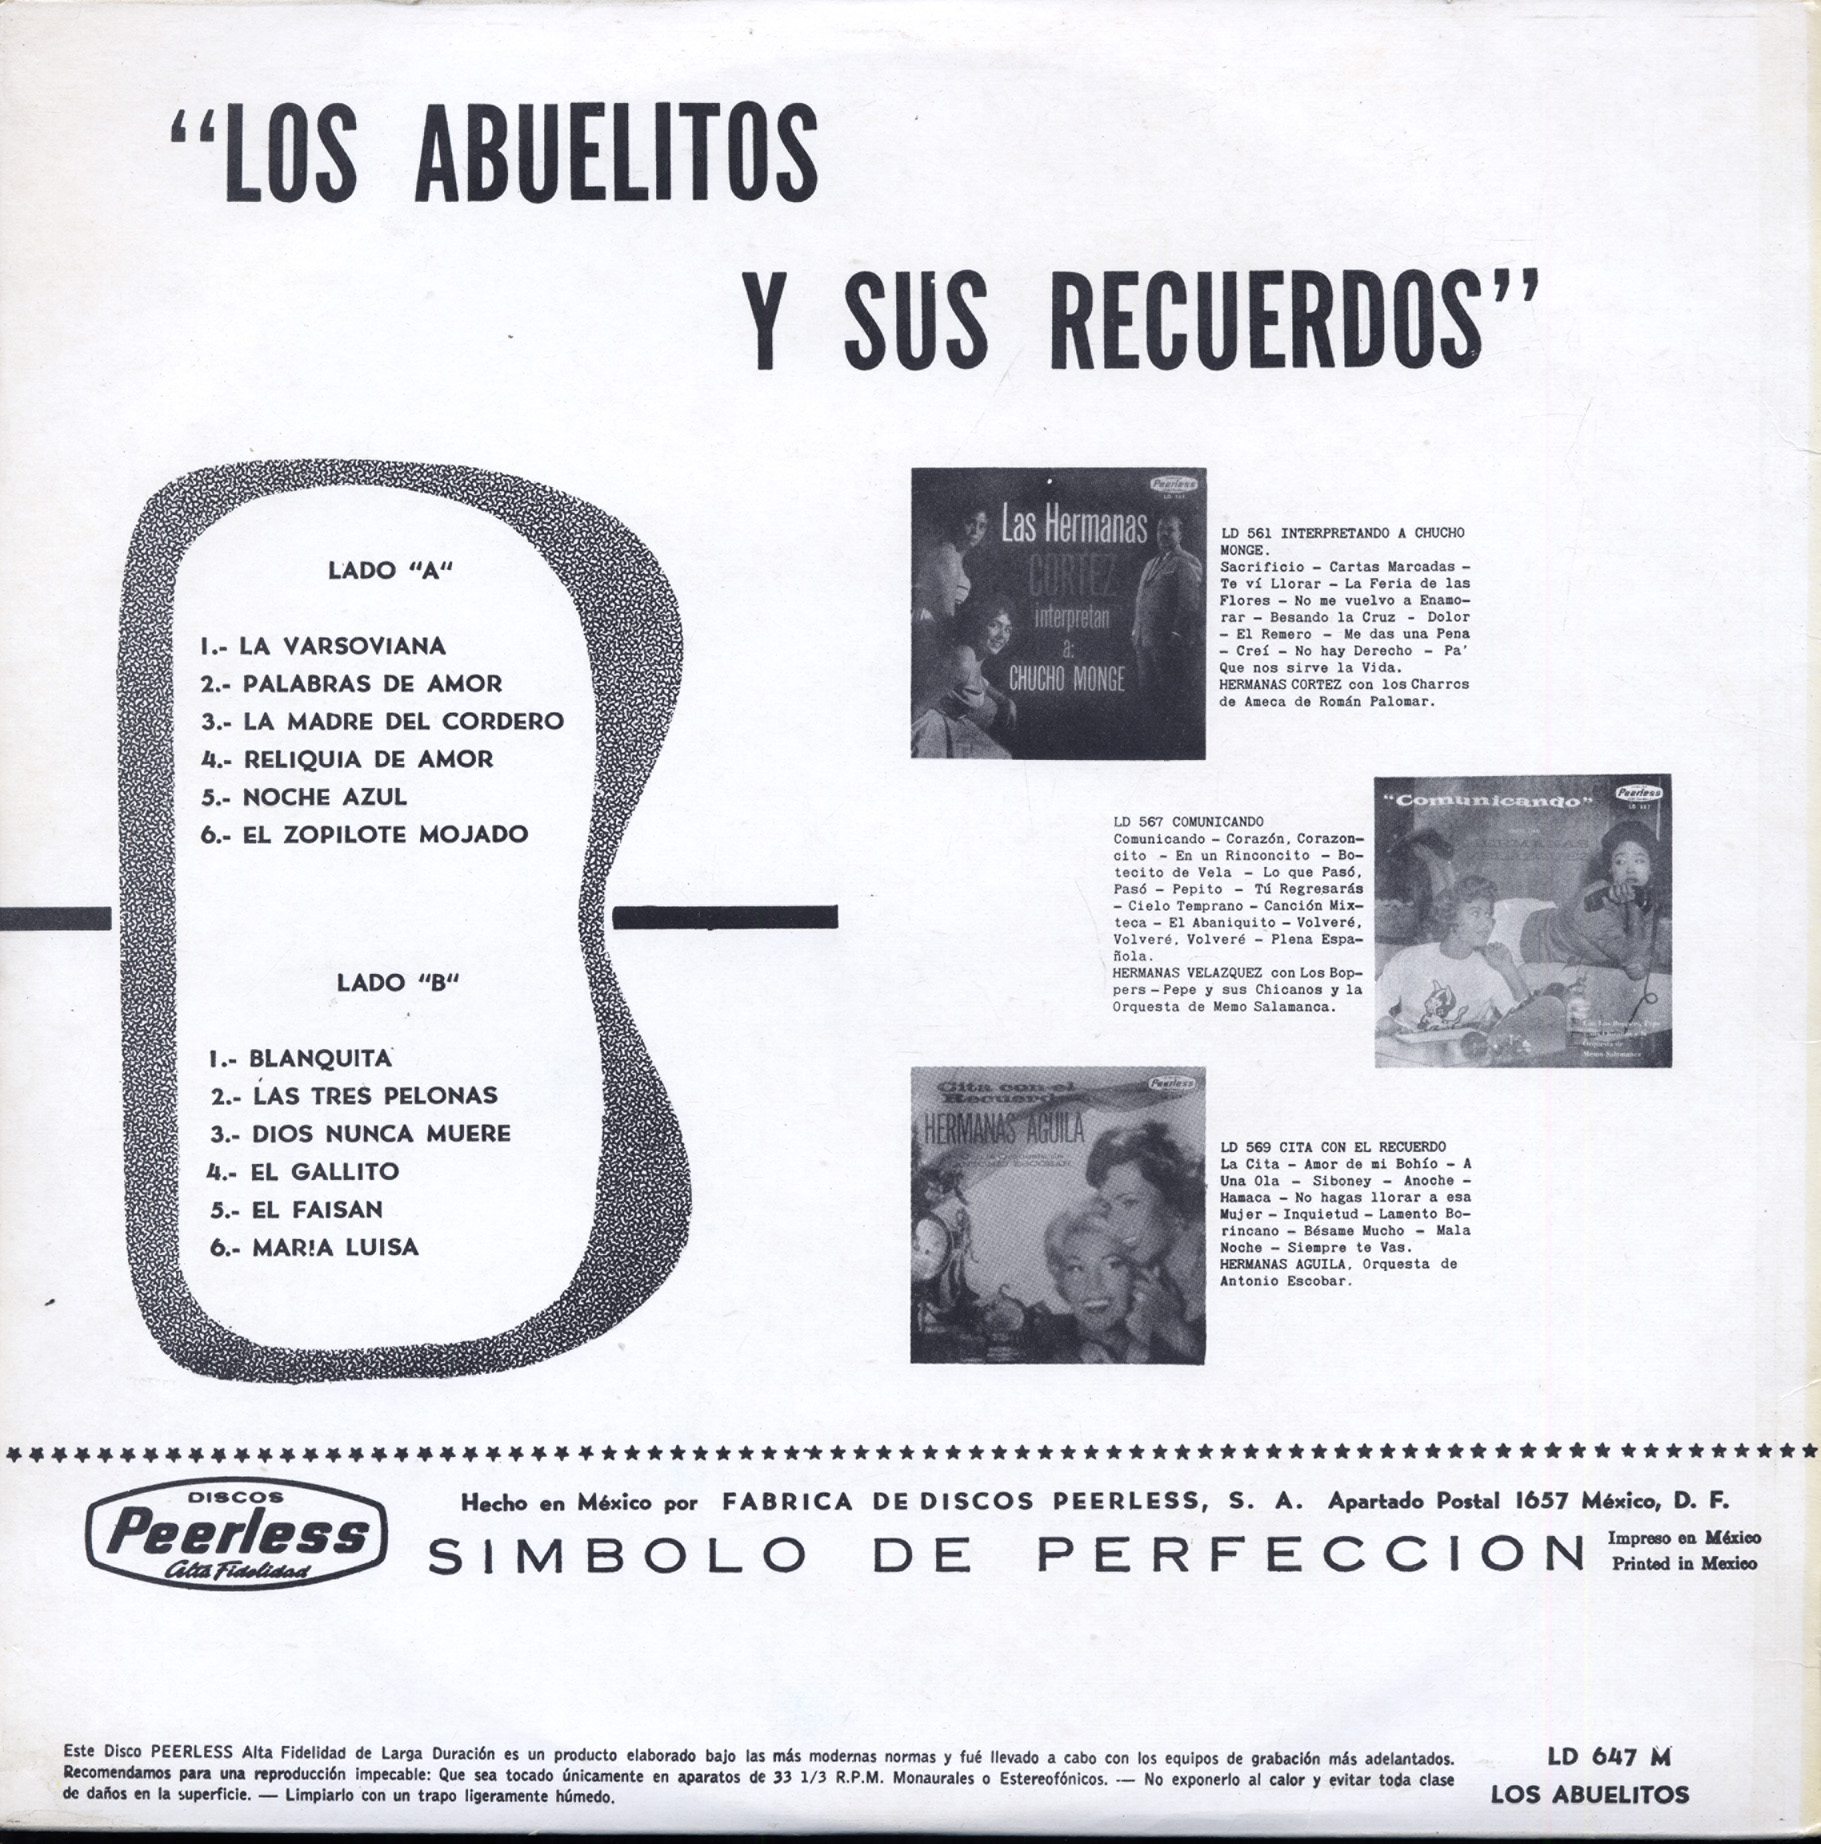 “LOS ABUELITOS
Y SUS RECUERDOS”
LADO "A"
1.- LA VARSOVIANA
2.- PALABRAS DE AMOR
3.- LA MADRE DEL CORDERO
4.- RELIQUIA DE AMOR
5.- NOCHE AZUL
6.- EL ZOPILOTE MOJADO
LADO "B"
1.- BLANQUITA
2.- LAS TRES PELONAS
3.- DIOS NUNCA MUERE
4.- EL GALLITO
5.- EL FAISAN
6.- MARIA LUISA
Peerless
Las Hermanas
CORTEZ
interpretan
a:
CHUCHO MONGE
LD 561 INTERPRETANDO A CHUCHO
MONGE.
Sacrificio – Cartas Marcadas –
Te ví Llorar – La Feria de las
Flores – No me vuelvo a Enamo-
rar – Besando la Cruz – Dolor
– El Remero – Me das una Pena
– Creí – No hay Derecho – Pa'
Que nos sirve la Vida.
HERMANAS CORTEZ con los Charros
de Ameca de Román Palomar.
LD 567 COMUNICANDO
Comunicando – Corazón, Corazon-
cito – En un Rinconcito – Bo-
tecito de Vela – Lo que Pasó,
Pasó – Pepito – Tú Regresarás
– Cielo Temprano – Canción Mix-
teca – El Abaniquito – Volveré,
Volveré, Volveré – Plena Espa-
ñola.
HERMANAS VELAZQUEZ con Los Bop-
pers – Pepe y sus Chicanos y la
Orquesta de Memo Salamanca.
"Comunicando"
Peerless
LD 567
HERMANAS
VELAZQUEZ
Orquesta de
Memo Salamanca
Cita con el
Recuerdo
Peerless
HERMANAS AGUILA
ANTONIO ESCOBAR
LD 569 CITA CON EL RECUERDO
La Cita – Amor de mi Bohío – A
Una Ola – Siboney – Anoche –
Hamaca – No hagas llorar a esa
Mujer – Inquietud – Lamento Bo-
rincano – Bésame Mucho – Mala
Noche – Siempre te Vas.
HERMANAS AGUILA, Orquesta de
Antonio Escobar.
DISCOS
Peerless
Alta Fidelidad
Hecho en México por FABRICA DE DISCOS PEERLESS, S. A. Apartado Postal 1657 México, D. F.
SIMBOLO DE PERFECCION
Impreso en México
Printed in Mexico
Este Disco PEERLESS Alta Fidelidad de Larga Duración es un producto elaborado bajo las más modernas normas y fué llevado a cabo con los equipos de grabación más adelantados.
Recomendamos para una reproducción impecable: Que sea tocado únicamente en aparatos de 33 1/3 R.P.M. Monaurales o Estereofónicos. — No exponerlo al calor y evitar toda clase
de daños en la superficie. — Limpiarlo con un trapo ligeramente húmedo.
LD 647 M
LOS ABUELITOS